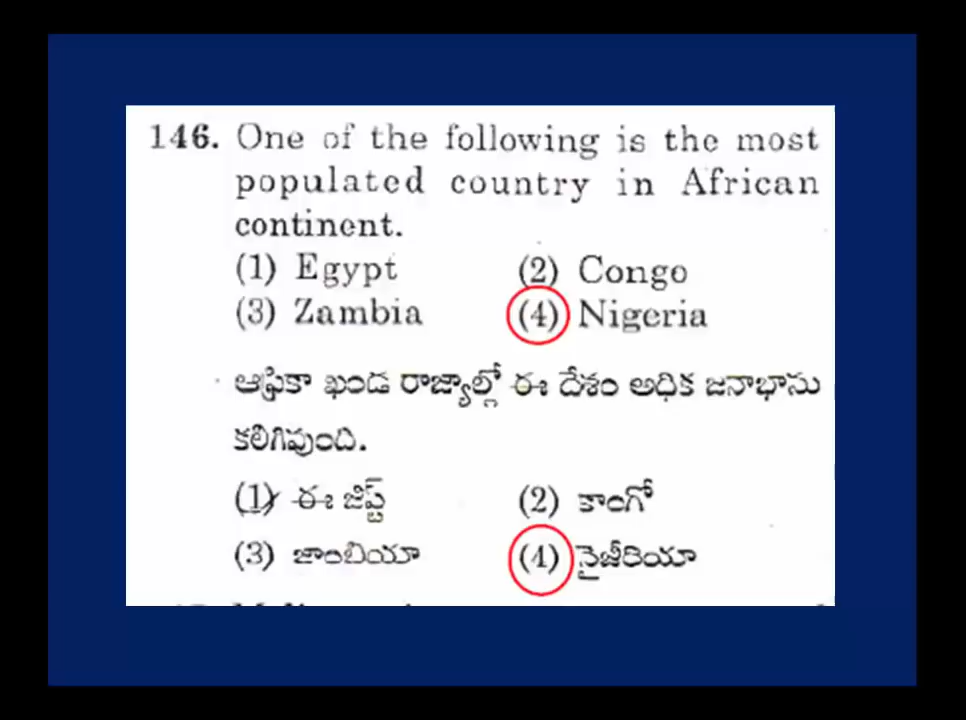 146. One of the following is the most
populated country in African
continent.
(1) Egypt (2) Congo
(3) Zambia (4) Nigeria
ఆఫ్రికా ఖండ రాజ్యాల్లో ఈ దేశం అధిక జనాభాను
కలిగివుంది.
(1) ఈ జిప్ట్ (2) కాంగో
(3) జాంబియా (4) నైజీరియా